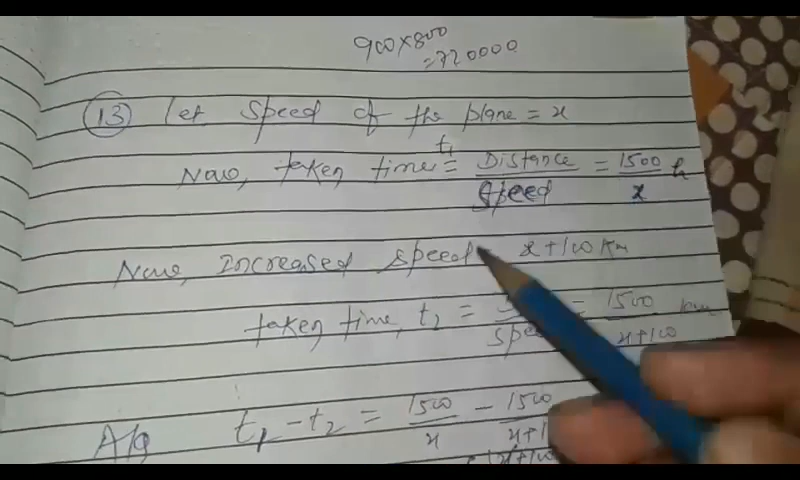 900×800
=720000
(13) Let Speed of the plane = x
Now, taken time t₁ = Distance/Speed = 1500/x h
Now, Increased speed = x+100 Km
taken time, t₂ = = 1500/x+100
A/q t₁-t₂ = 1500/x - 1500